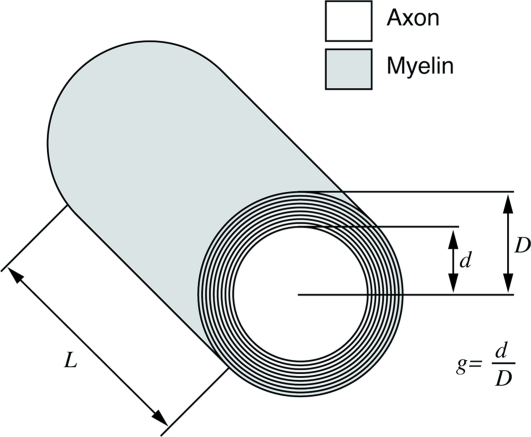 Axon
Myelin
D
d
L
g= d/D